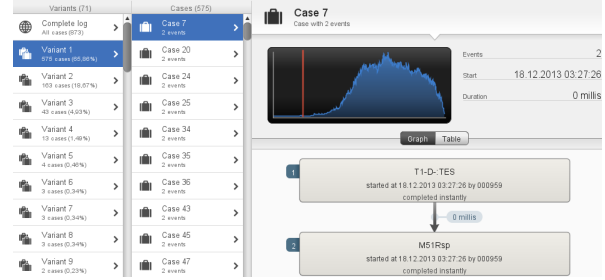 Variants (71)
Complete log
All cases (873)
Variant 1
575 cases (65,86%)
Variant 2
163 cases (18,67%)
Variant 3
43 cases (4,93%)
Variant 4
13 cases (1,49%)
Variant 5
4 cases (0,46%)
Variant 6
3 cases (0,34%)
Variant 7
3 cases (0,34%)
Variant 8
3 cases (0,34%)
Variant 9
2 cases (0,23%)
Cases (575)
Case 7
2 events
Case 20
2 events
Case 24
2 events
Case 25
2 events
Case 34
2 events
Case 35
2 events
Case 36
2 events
Case 43
2 events
Case 45
2 events
Case 47
2 events
Case 7
Case with 2 events
Events 2
Start 18.12.2013 03:27:26
Duration 0 millis
Graph Table
1
T1-D-:TES
started at 18.12.2013 03:27:26 by 000959
completed instantly
0 millis
2
M51Rsp
started at 18.12.2013 03:27:26 by 000959
completed instantly